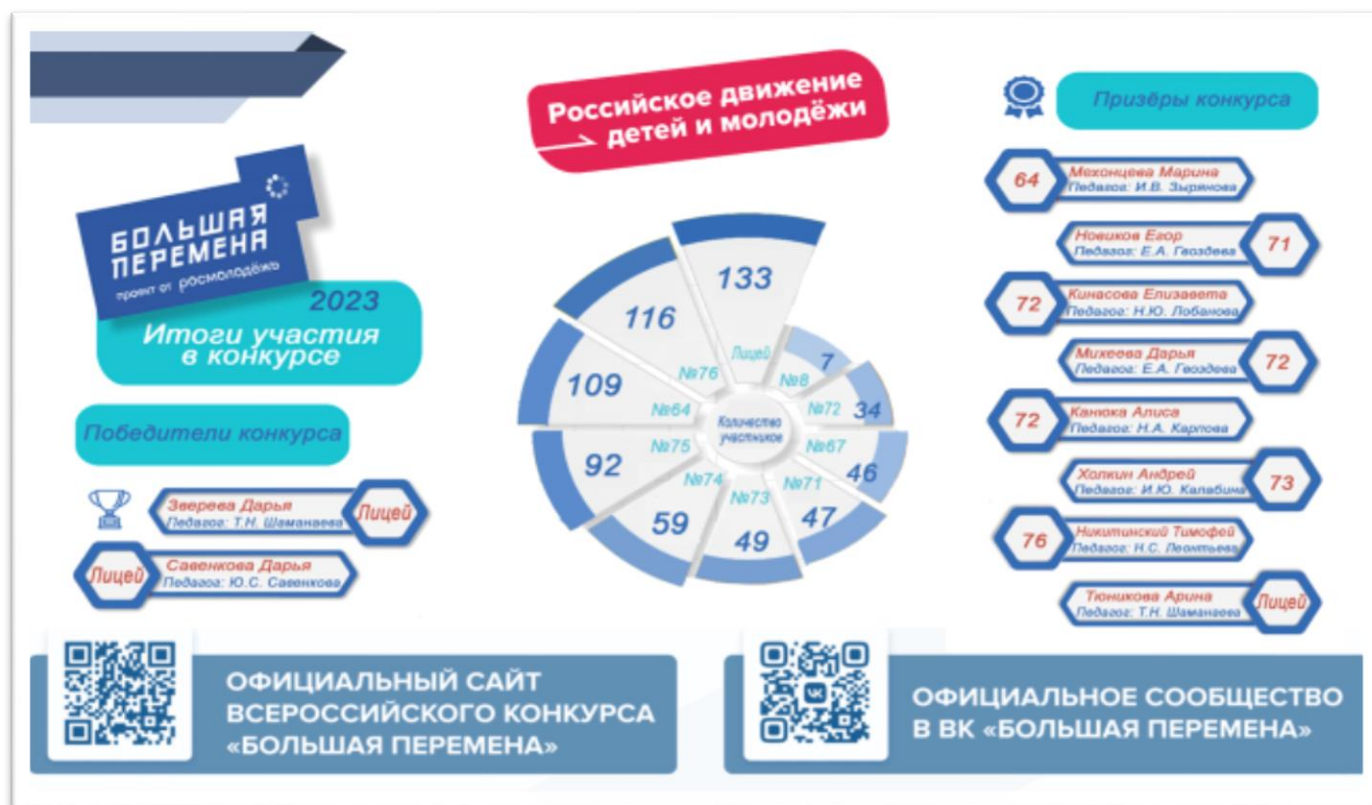 БОЛЬШАЯ
ПЕРЕМЕНА
проект от росмолодёжь
2023
Итоги участия
в конкурсе
Победители конкурса
Зверева Дарья
Педагог: Т.Н. Шаманаева
Лицей
Лицей
Савенкова Дарья
Педагог: Ю.С. Савенкова
Российское движение
детей и молодёжи
133
Лицей
7
№8
34
№72
46
№67
47
№71
49
№73
59
№74
92
№75
109
№64
116
№76
Количество
участников
Призёры конкурса
64
Мехонцева Марина
Педагог: И.В. Зырянова
Новиков Егор
Педагог: Е.А. Гвоздева
71
72
Кинасова Елизавета
Педагог: Н.Ю. Лобанова
Михеева Дарья
Педагог: Е.А. Гвоздева
72
72
Канюка Алиса
Педагог: Н.А. Карпова
Холкин Андрей
Педагог: И.Ю. Калабина
73
76
Никитинский Тимофей
Педагог: Н.С. Леонтьева
Тюникова Арина
Педагог: Т.Н. Шаманаева
Лицей
ОФИЦИАЛЬНЫЙ САЙТ
ВСЕРОССИЙСКОГО КОНКУРСА
«БОЛЬШАЯ ПЕРЕМЕНА»
ОФИЦИАЛЬНОЕ СООБЩЕСТВО
В ВК «БОЛЬШАЯ ПЕРЕМЕНА»